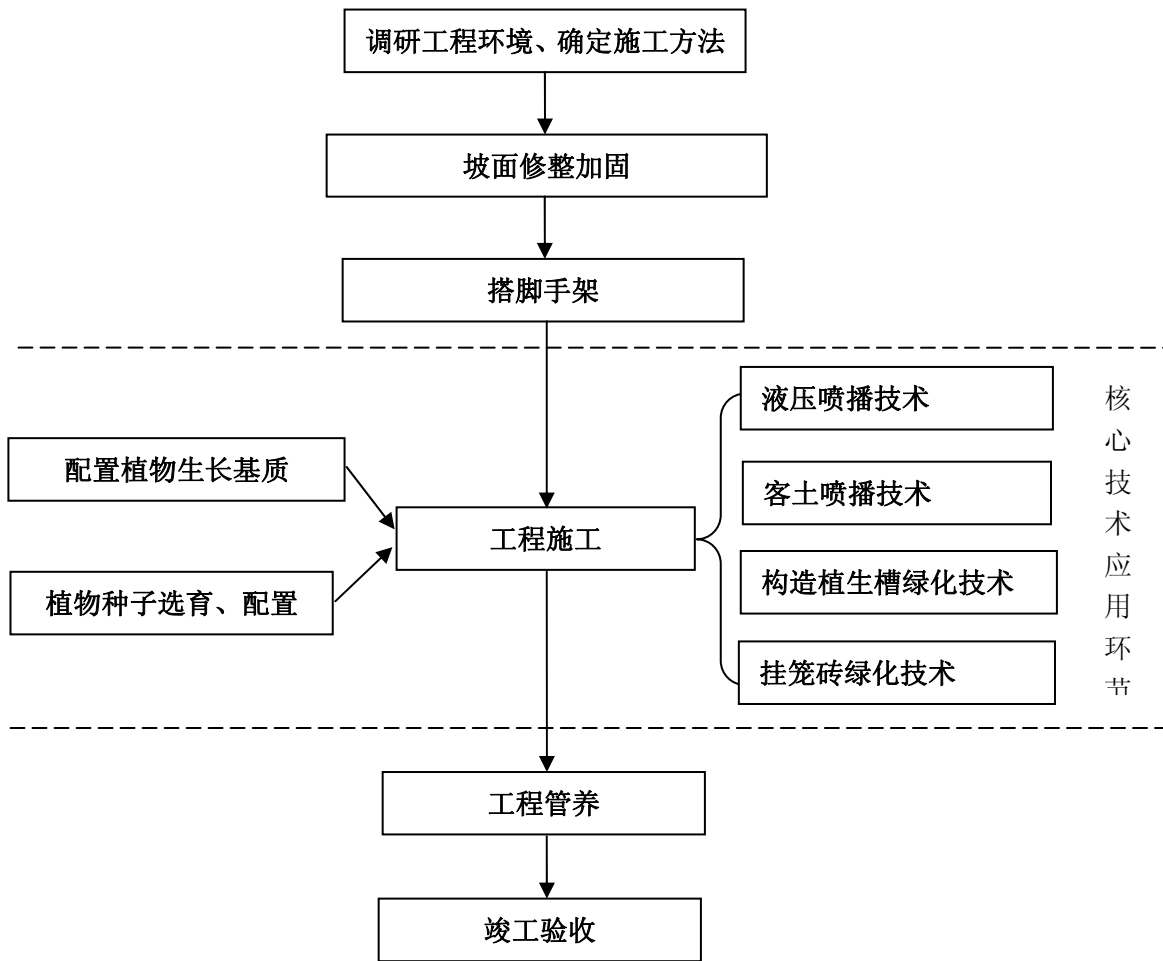 调研工程环境、确定施工方法
坡面修整加固
搭脚手架
配置植物生长基质
植物种子选育、配置
工程施工
液压喷播技术
客土喷播技术
构造植生槽绿化技术
挂笼砖绿化技术
核心技术应用环节
工程管养
竣工验收